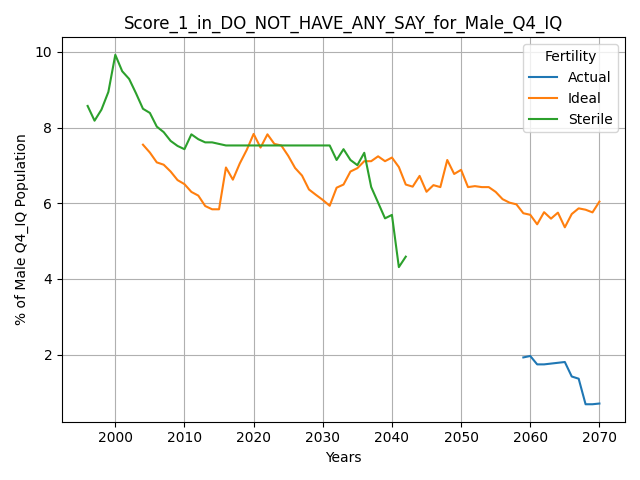 Score_1_in_DO_NOT_HAVE_ANY_SAY_for_Male_Q4_IQ
Fertility
Actual
Ideal
Sterile
% of Male Q4_IQ Population
10
8
6
4
2
2000 2010 2020 2030 2040 2050 2060 2070
Years